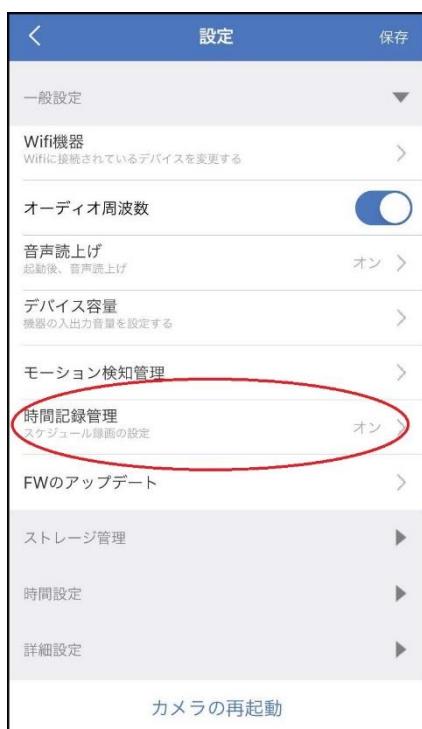 設定
保存
一般設定
Wifi機器
Wifiに接続されているデバイスを変更する
オーディオ周波数
音声読上げ
起動後、音声読上げ
オン
デバイス容量
機器の入出力音量を設定する
モーション検知管理
時間記録管理
スケジュール録画の設定
オン
FWのアップデート
ストレージ管理
時間設定
詳細設定
カメラの再起動